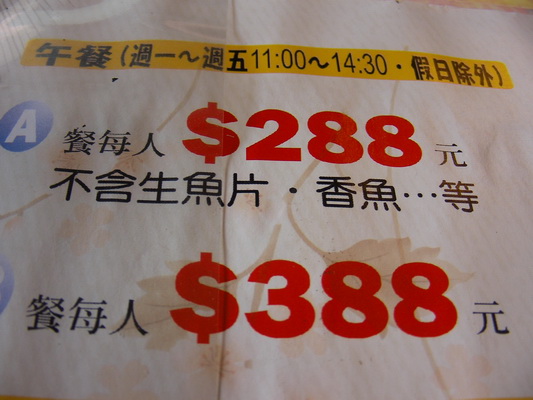 午餐(週一～週五11:00～14:30·假日除外)
A 餐每人 $288 元
不含生魚片·香魚…等
餐每人 $388 元